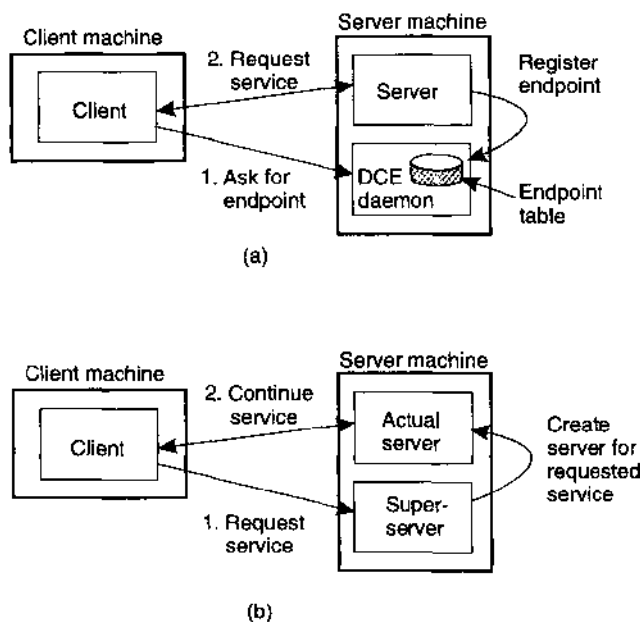 Client machine
Client
2. Request
service
1. Ask for
endpoint
Server machine
Server
DCE
daemon
Register
endpoint
Endpoint
table
(a)
Client machine
Client
2. Continue
service
1. Request
service
Server machine
Actual
server
Super-
server
Create
server for
requested
service
(b)